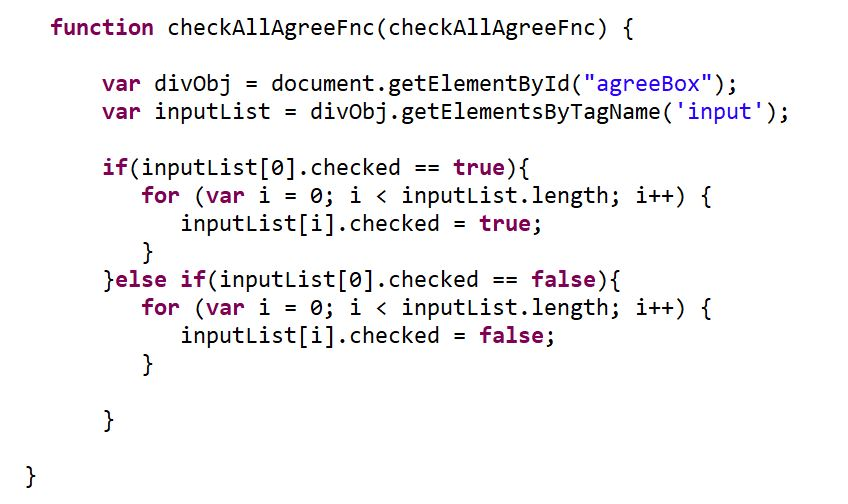 function checkAllAgreeFnc(checkAllAgreeFnc) {
var divObj = document.getElementById("agreeBox");
var inputList = divObj.getElementsByTagName('input');
if(inputList[0].checked == true){
for (var i = 0; i < inputList.length; i++) {
inputList[i].checked = true;
}
}else if(inputList[0].checked == false){
for (var i = 0; i < inputList.length; i++) {
inputList[i].checked = false;
}
}
}